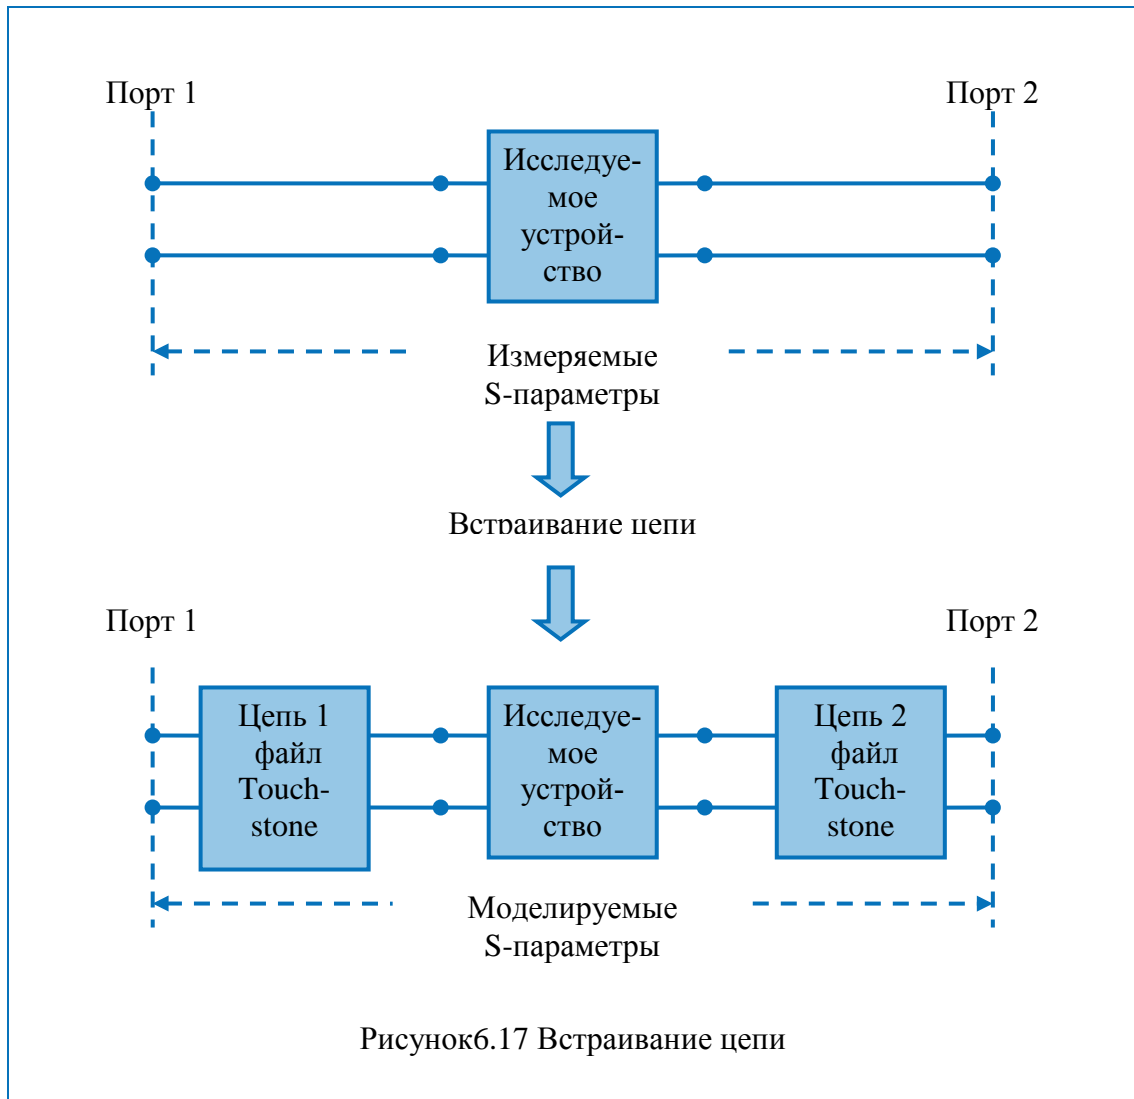 Порт 1 Порт 2
Исследуе-
мое
устрой-
ство
Измеряемые
S-параметры
Встраивание цепи
Порт 1 Порт 2
Цепь 1
файл
Touch-
stone
Исследуе-
мое
устрой-
ство
Цепь 2
файл
Touch-
stone
Моделируемые
S-параметры
Рисунок6.17 Встраивание цепи